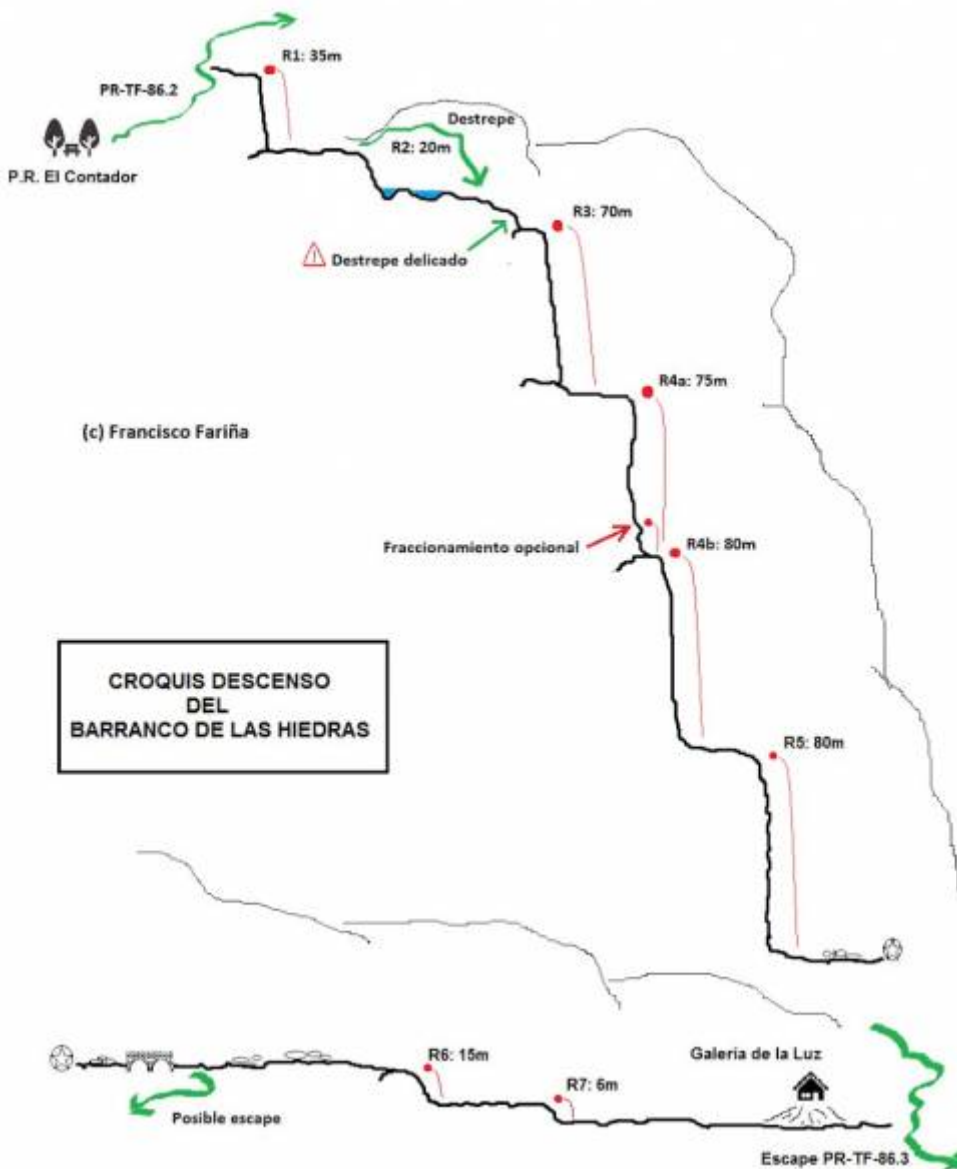 R1: 35m
PR-TF-86.2
P.R. El Contador
Destrepe
R2: 20m
R3: 70m
Destrepe delicado
R4a: 75m
(c) Francisco Fariña
Fraccionamiento opcional
R4b: 80m
CROQUIS DESCENSO
DEL
BARRANCO DE LAS HIEDRAS
R5: 80m
R6: 15m
Galería de la Luz
R7: 6m
Posible escape
Escape PR-TF-86.3